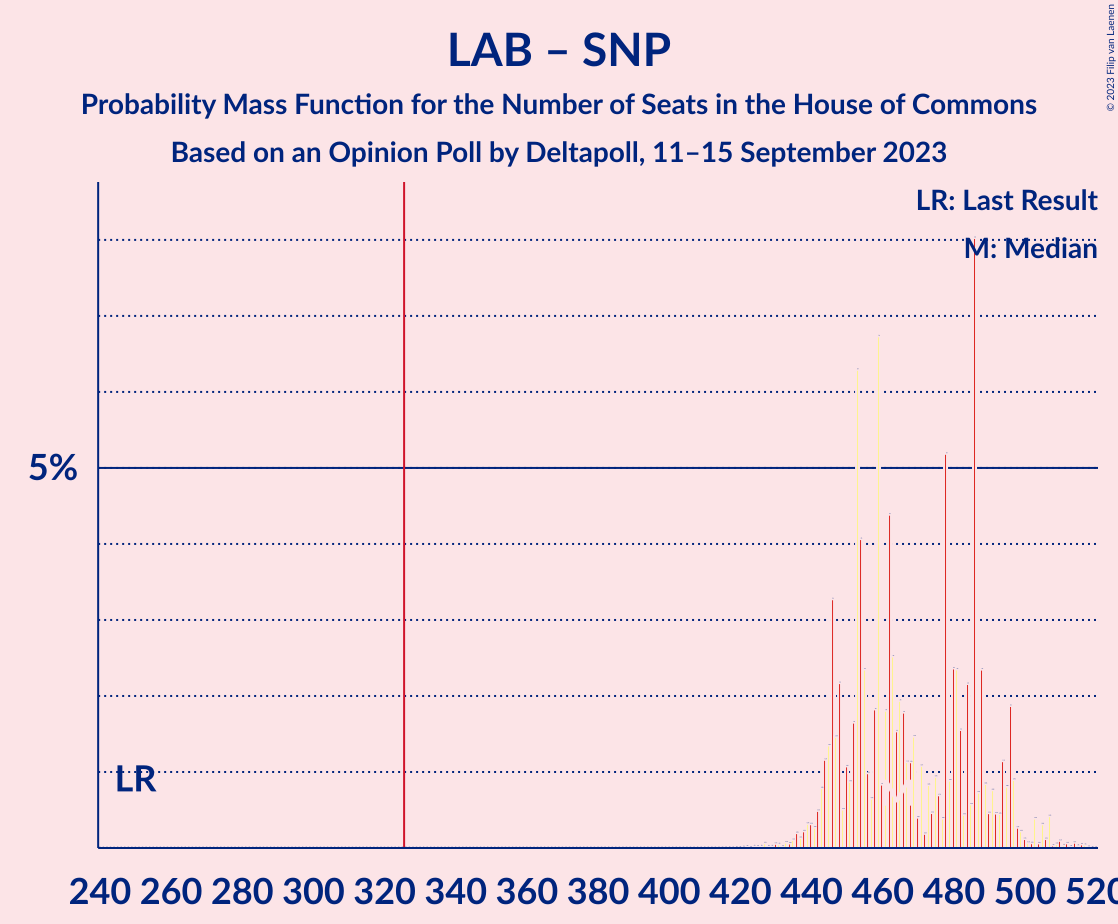 LAB – SNP
Probability Mass Function for the Number of Seats in the House of Commons
Based on an Opinion Poll by Deltapoll, 11–15 September 2023
© 2023 Filip van Laenen
LR: Last Result
M: Median
5%
LR
240 260 280 300 320 340 360 380 400 420 440 460 480 500 520